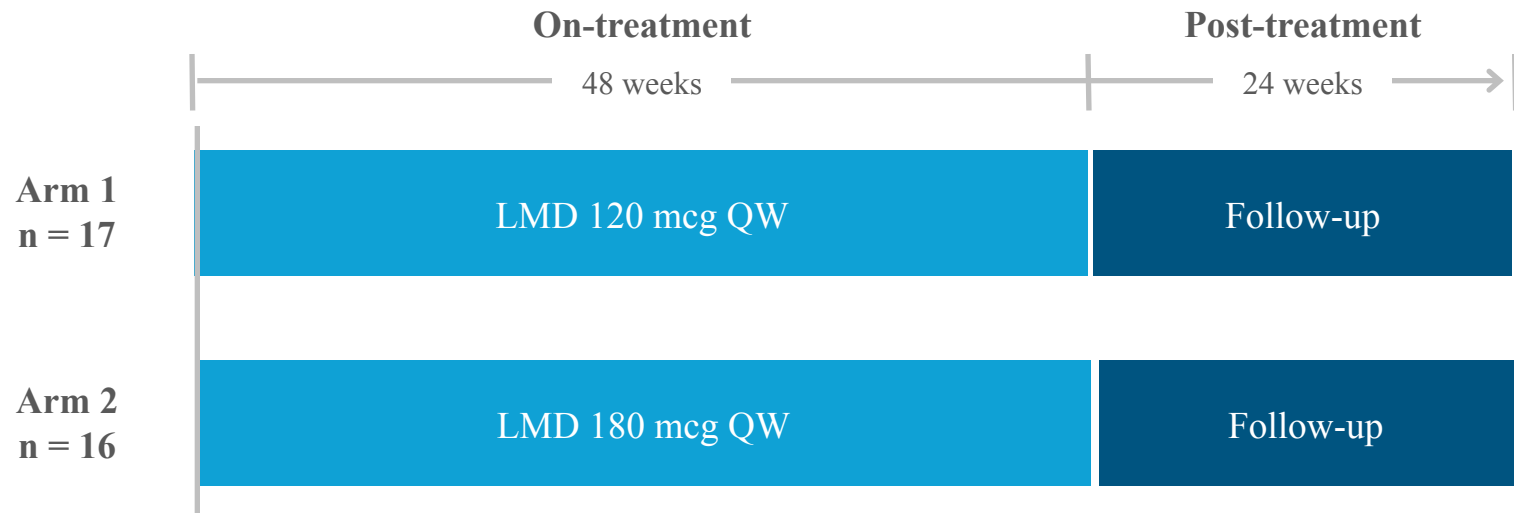 On-treatment
Post-treatment
48 weeks
24 weeks
Arm 1
n = 17
LMD 120 mcg QW
Follow-up
Arm 2
n = 16
LMD 180 mcg QW
Follow-up